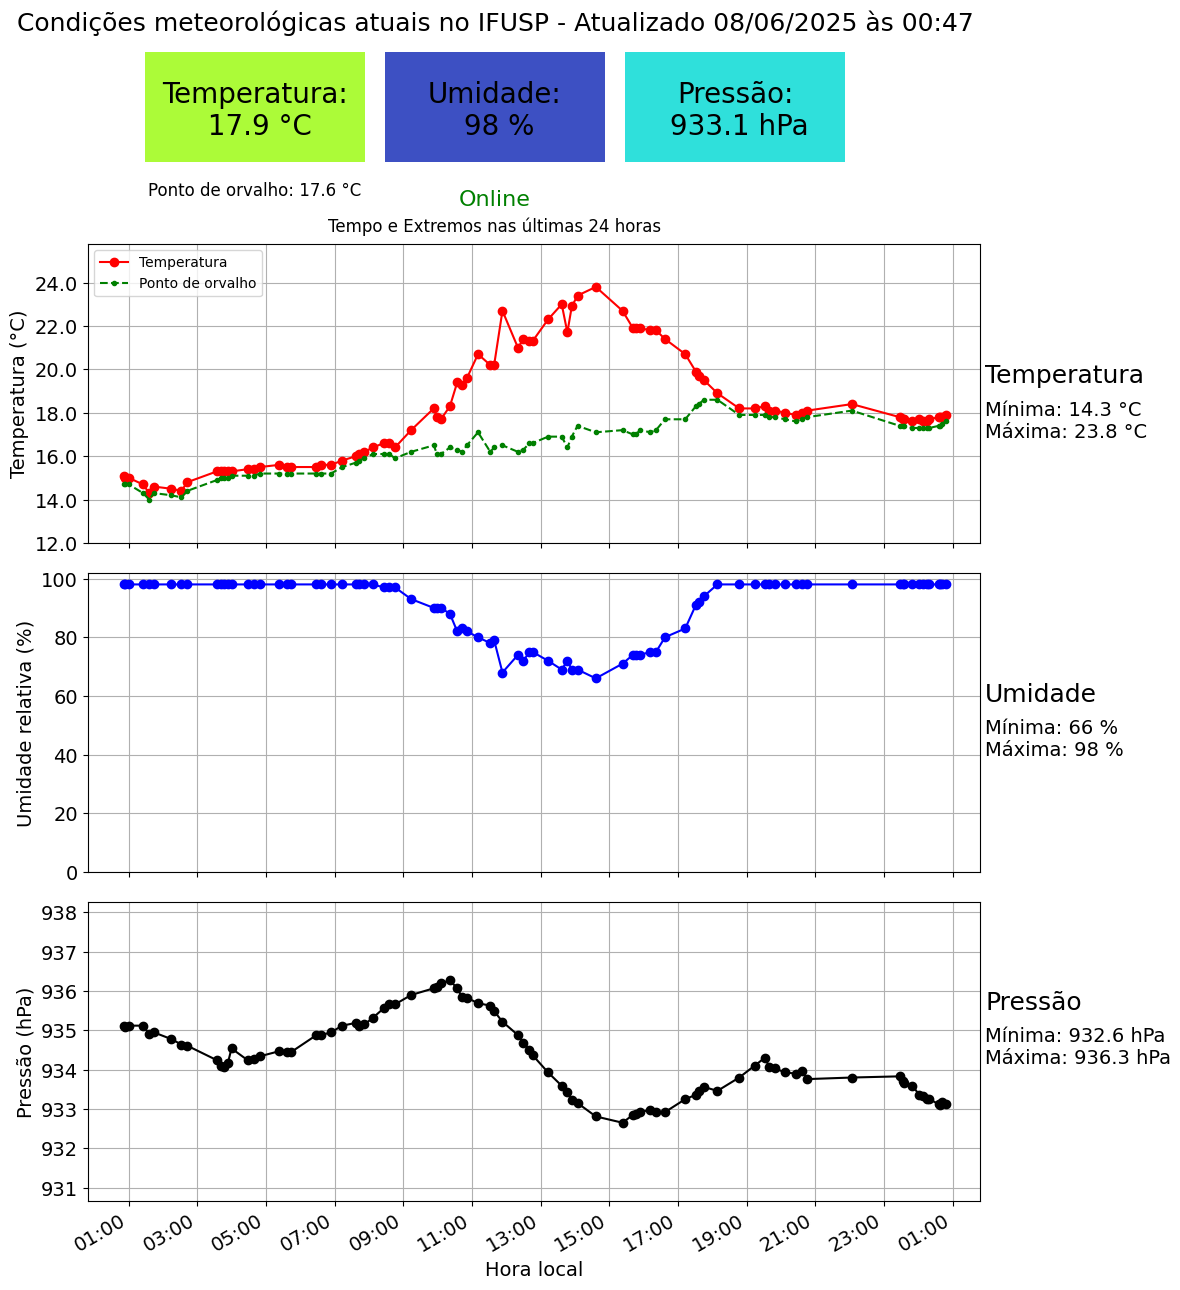 Condições meteorológicas atuais no IFUSP - Atualizado 08/06/2025 às 00:47
Temperatura:
17.9 °C
Umidade:
98 %
Pressão:
933.1 hPa
Ponto de orvalho: 17.6 °C
Online
Tempo e Extremos nas últimas 24 horas
Temperatura
Ponto de orvalho
Temperatura (°C)
24.0
22.0
20.0
18.0
16.0
14.0
12.0
Temperatura
Mínima: 14.3 °C
Máxima: 23.8 °C
Umidade relativa (%)
100
80
60
40
20
0
Umidade
Mínima: 66 %
Máxima: 98 %
Pressão (hPa)
938
937
936
935
934
933
932
931
Pressão
Mínima: 932.6 hPa
Máxima: 936.3 hPa
01:00
03:00
05:00
07:00
09:00
11:00
13:00
15:00
17:00
19:00
21:00
23:00
01:00
Hora local